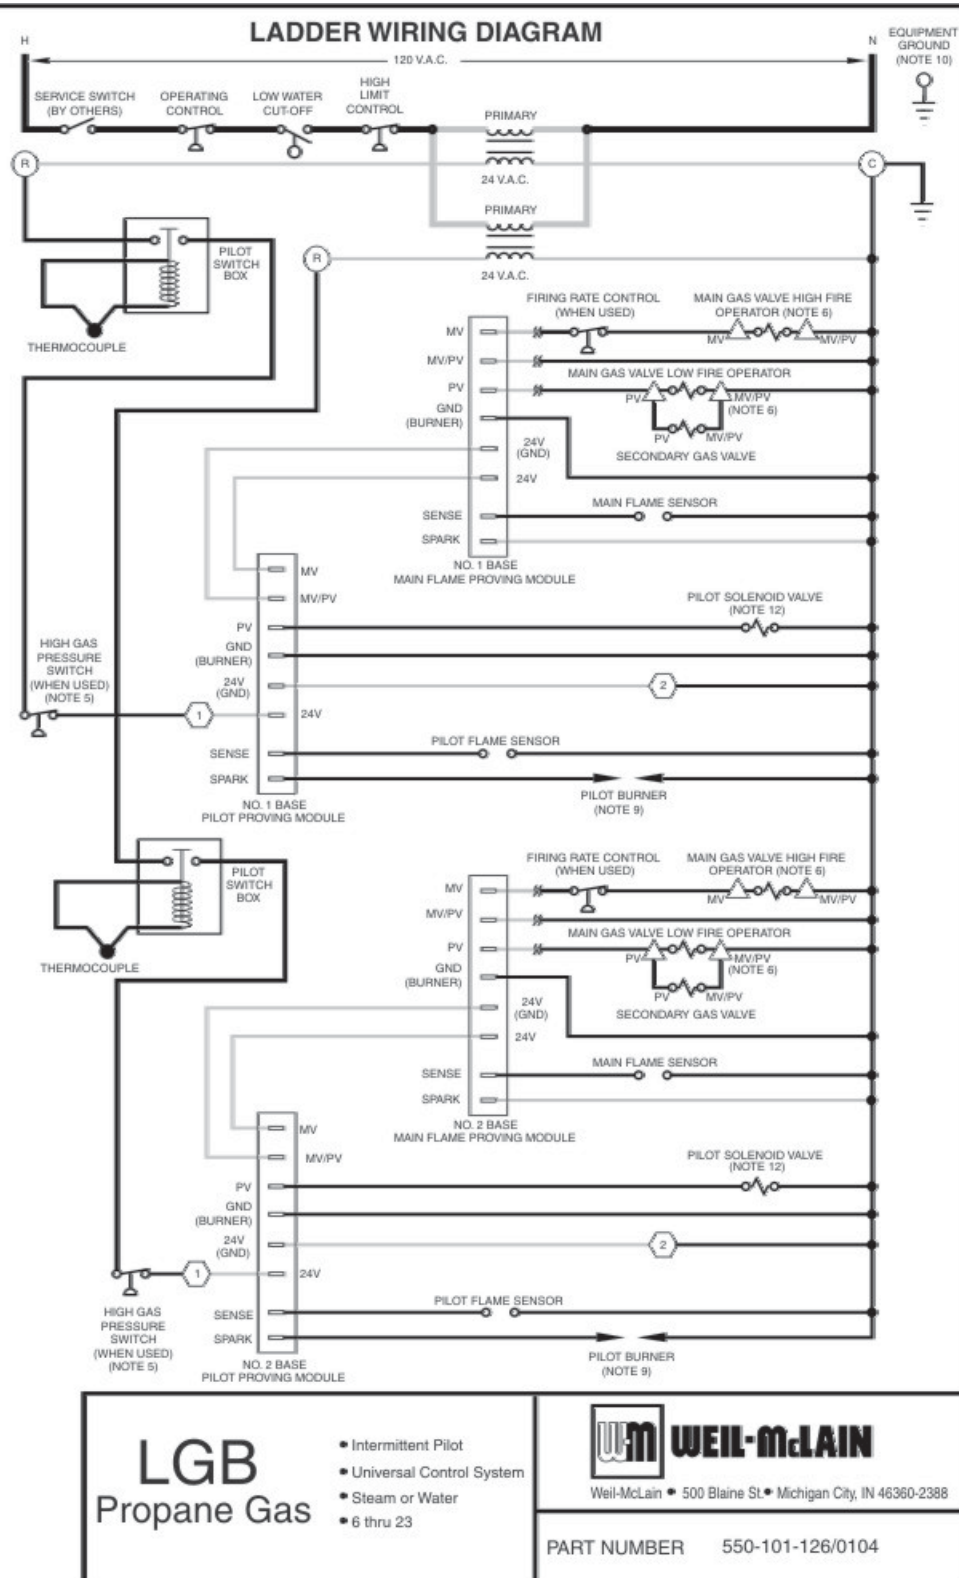 LADDER WIRING DIAGRAM
H
N
EQUIPMENT
GROUND
(NOTE 10)
120 V.A.C.
SERVICE SWITCH
(BY OTHERS)
OPERATING
CONTROL
LOW WATER
CUT-OFF
HIGH
LIMIT
CONTROL
PRIMARY
R
24 V.A.C.
C
PRIMARY
R
24 V.A.C.
PILOT
SWITCH
BOX
THERMOCOUPLE
FIRING RATE CONTROL
(WHEN USED)
MAIN GAS VALVE HIGH FIRE
OPERATOR (NOTE 6)
MV
MV
MV/PV
MV/PV
MAIN GAS VALVE LOW FIRE OPERATOR
PV
PV
MV/PV
(NOTE 6)
GND
(BURNER)
PV
MV/PV
24V
(GND)
SECONDARY GAS VALVE
24V
MAIN FLAME SENSOR
SENSE
SPARK
NO. 1 BASE
MAIN FLAME PROVING MODULE
MV
MV/PV
PILOT SOLENOID VALVE
(NOTE 12)
PV
GND
(BURNER)
24V
(GND)
2
HIGH GAS
PRESSURE
SWITCH
(WHEN USED)
(NOTE 5)
1
24V
PILOT FLAME SENSOR
SENSE
SPARK
PILOT BURNER
(NOTE 9)
NO. 1 BASE
PILOT PROVING MODULE
PILOT
SWITCH
BOX
THERMOCOUPLE
FIRING RATE CONTROL
(WHEN USED)
MAIN GAS VALVE HIGH FIRE
OPERATOR (NOTE 6)
MV
MV
MV/PV
MV/PV
MAIN GAS VALVE LOW FIRE OPERATOR
PV
PV
MV/PV
(NOTE 6)
GND
(BURNER)
PV
MV/PV
24V
(GND)
SECONDARY GAS VALVE
24V
MAIN FLAME SENSOR
SENSE
SPARK
NO. 2 BASE
MAIN FLAME PROVING MODULE
MV
MV/PV
PILOT SOLENOID VALVE
(NOTE 12)
PV
GND
(BURNER)
24V
(GND)
2
1
24V
HIGH GAS
PRESSURE
SWITCH
(WHEN USED)
(NOTE 5)
PILOT FLAME SENSOR
SENSE
SPARK
PILOT BURNER
(NOTE 9)
NO. 2 BASE
PILOT PROVING MODULE
LGB
Propane Gas
• Intermittent Pilot
• Universal Control System
• Steam or Water
• 6 thru 23
WM WEIL-McLAIN
Weil-McLain • 500 Blaine St. • Michigan City, IN 46360-2388
PART NUMBER 550-101-126/0104